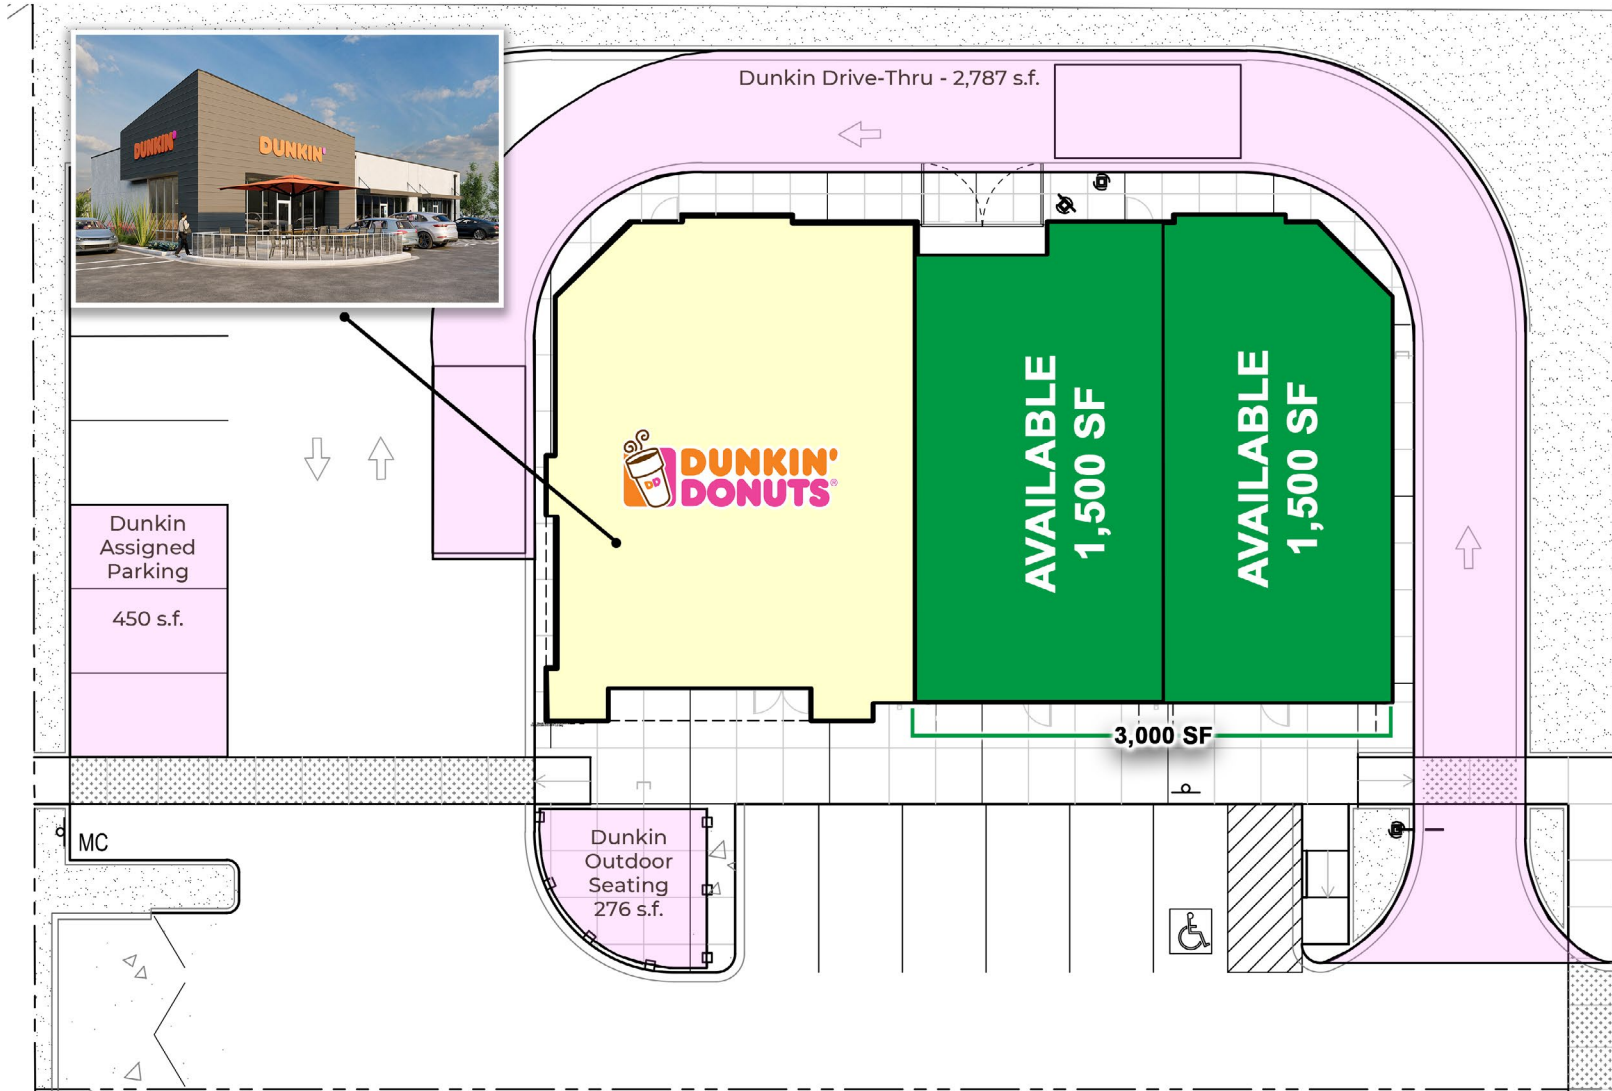 DUNKIN'
DUNKIN'
Dunkin Drive-Thru - 2,787 s.f.
DUNKIN'
DONUTS®
DD
AVAILABLE
1,500 SF
AVAILABLE
1,500 SF
3,000 SF
Dunkin
Assigned
Parking
450 s.f.
MC
Dunkin
Outdoor
Seating
276 s.f.